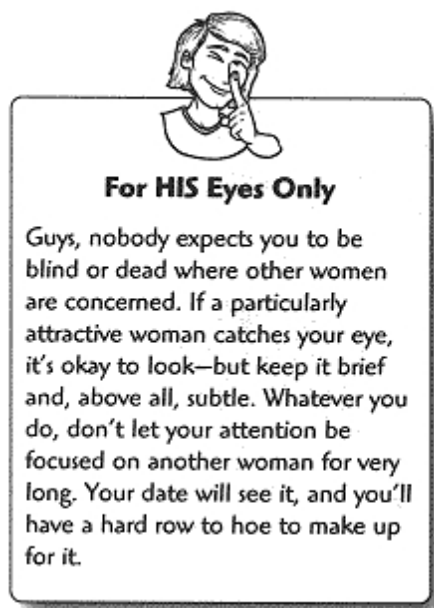 For HIS Eyes Only
Guys, nobody expects you to be
blind or dead where other women
are concerned. If a particularly
attractive woman catches your eye,
it's okay to look—but keep it brief
and, above all, subtle. Whatever you
do, don't let your attention be
focused on another woman for very
long. Your date will see it, and you'll
have a hard row to hoe to make up
for it.